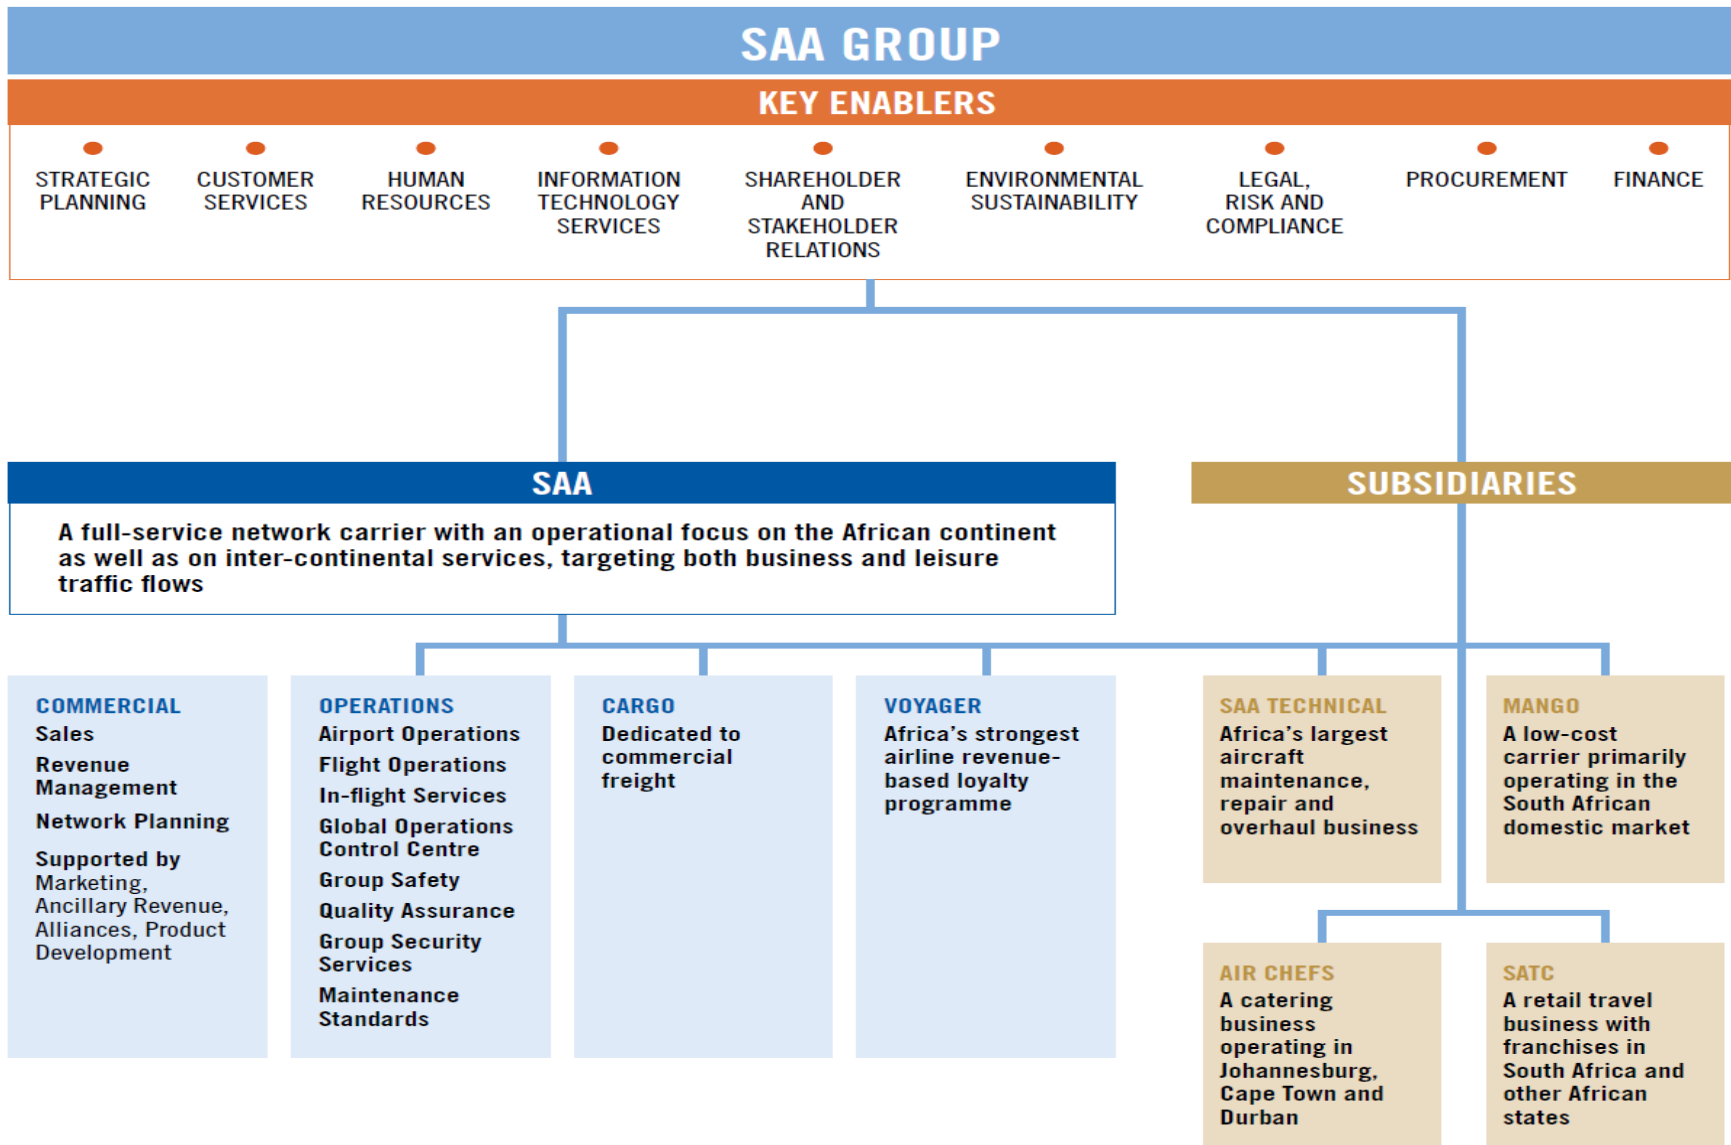 SAA GROUP
KEY ENABLERS
STRATEGIC
PLANNING
CUSTOMER
SERVICES
HUMAN
RESOURCES
INFORMATION
TECHNOLOGY
SERVICES
SHAREHOLDER
AND
STAKEHOLDER
RELATIONS
ENVIRONMENTAL
SUSTAINABILITY
LEGAL,
RISK AND
COMPLIANCE
PROCUREMENT
FINANCE
SAA
A full-service network carrier with an operational focus on the African continent
as well as on inter-continental services, targeting both business and leisure
traffic flows
SUBSIDIARIES
COMMERCIAL
Sales
Revenue
Management
Network Planning
Supported by
Marketing,
Ancillary Revenue,
Alliances, Product
Development
OPERATIONS
Airport Operations
Flight Operations
In-flight Services
Global Operations
Control Centre
Group Safety
Quality Assurance
Group Security
Services
Maintenance
Standards
CARGO
Dedicated to
commercial
freight
VOYAGER
Africa's strongest
airline revenue-
based loyalty
programme
SAA TECHNICAL
Africa's largest
aircraft
maintenance,
repair and
overhaul business
MANGO
A low-cost
carrier primarily
operating in the
South African
domestic market
AIR CHEFS
A catering
business
operating in
Johannesburg,
Cape Town and
Durban
SATC
A retail travel
business with
franchises in
South Africa and
other African
states